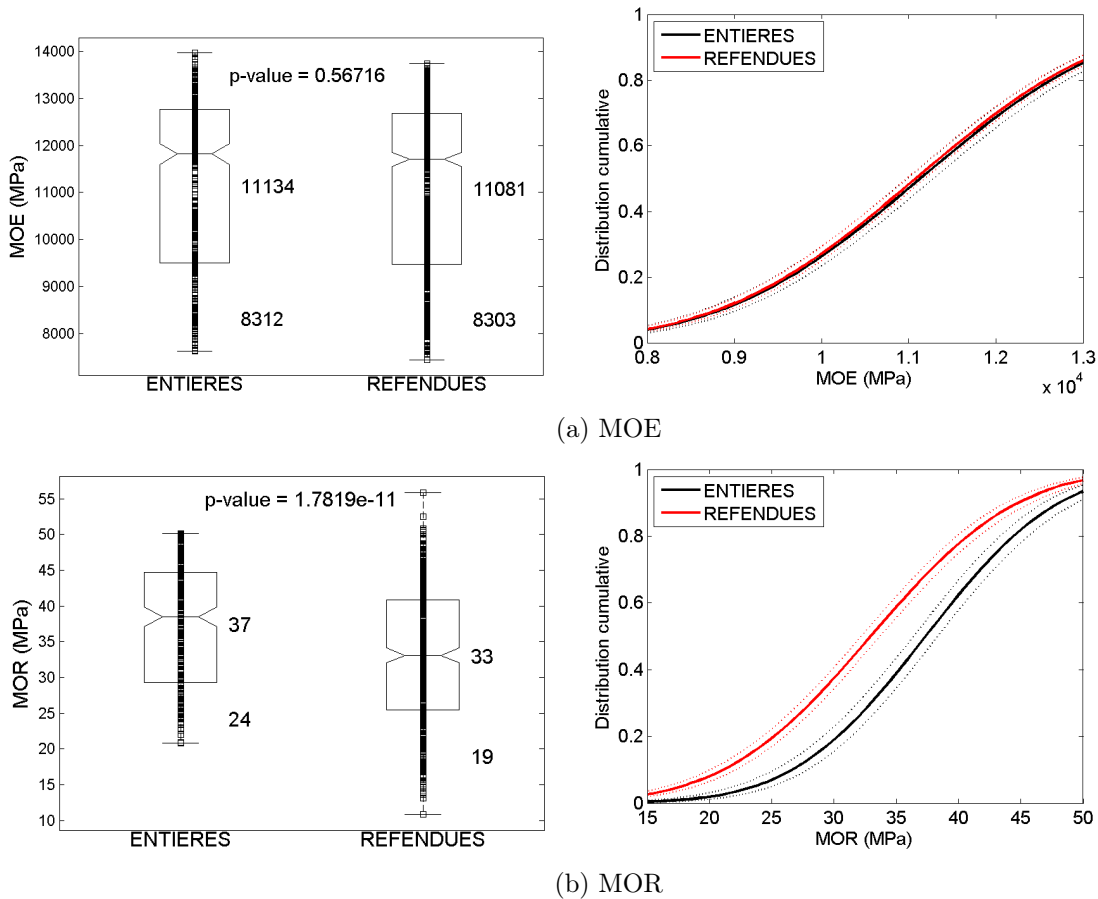 14000
13000
12000
11000
10000
9000
8000
MOE (MPa)
p-value = 0.56716
11134
8312
11081
8303
ENTIERES
REFENDUES
1
0.8
0.6
0.4
0.2
0
Distribution cumulative
ENTIERES
REFENDUES
0.8
0.9
1
1.1
1.2
1.3
MOE (MPa)
x 10⁴
(a) MOE
55
50
45
40
35
30
25
20
15
10
MOR (MPa)
p-value = 1.7819e-11
37
24
33
19
ENTIERES
REFENDUES
1
0.8
0.6
0.4
0.2
0
Distribution cumulative
ENTIERES
REFENDUES
15
20
25
30
35
40
45
50
MOR (MPa)
(b) MOR